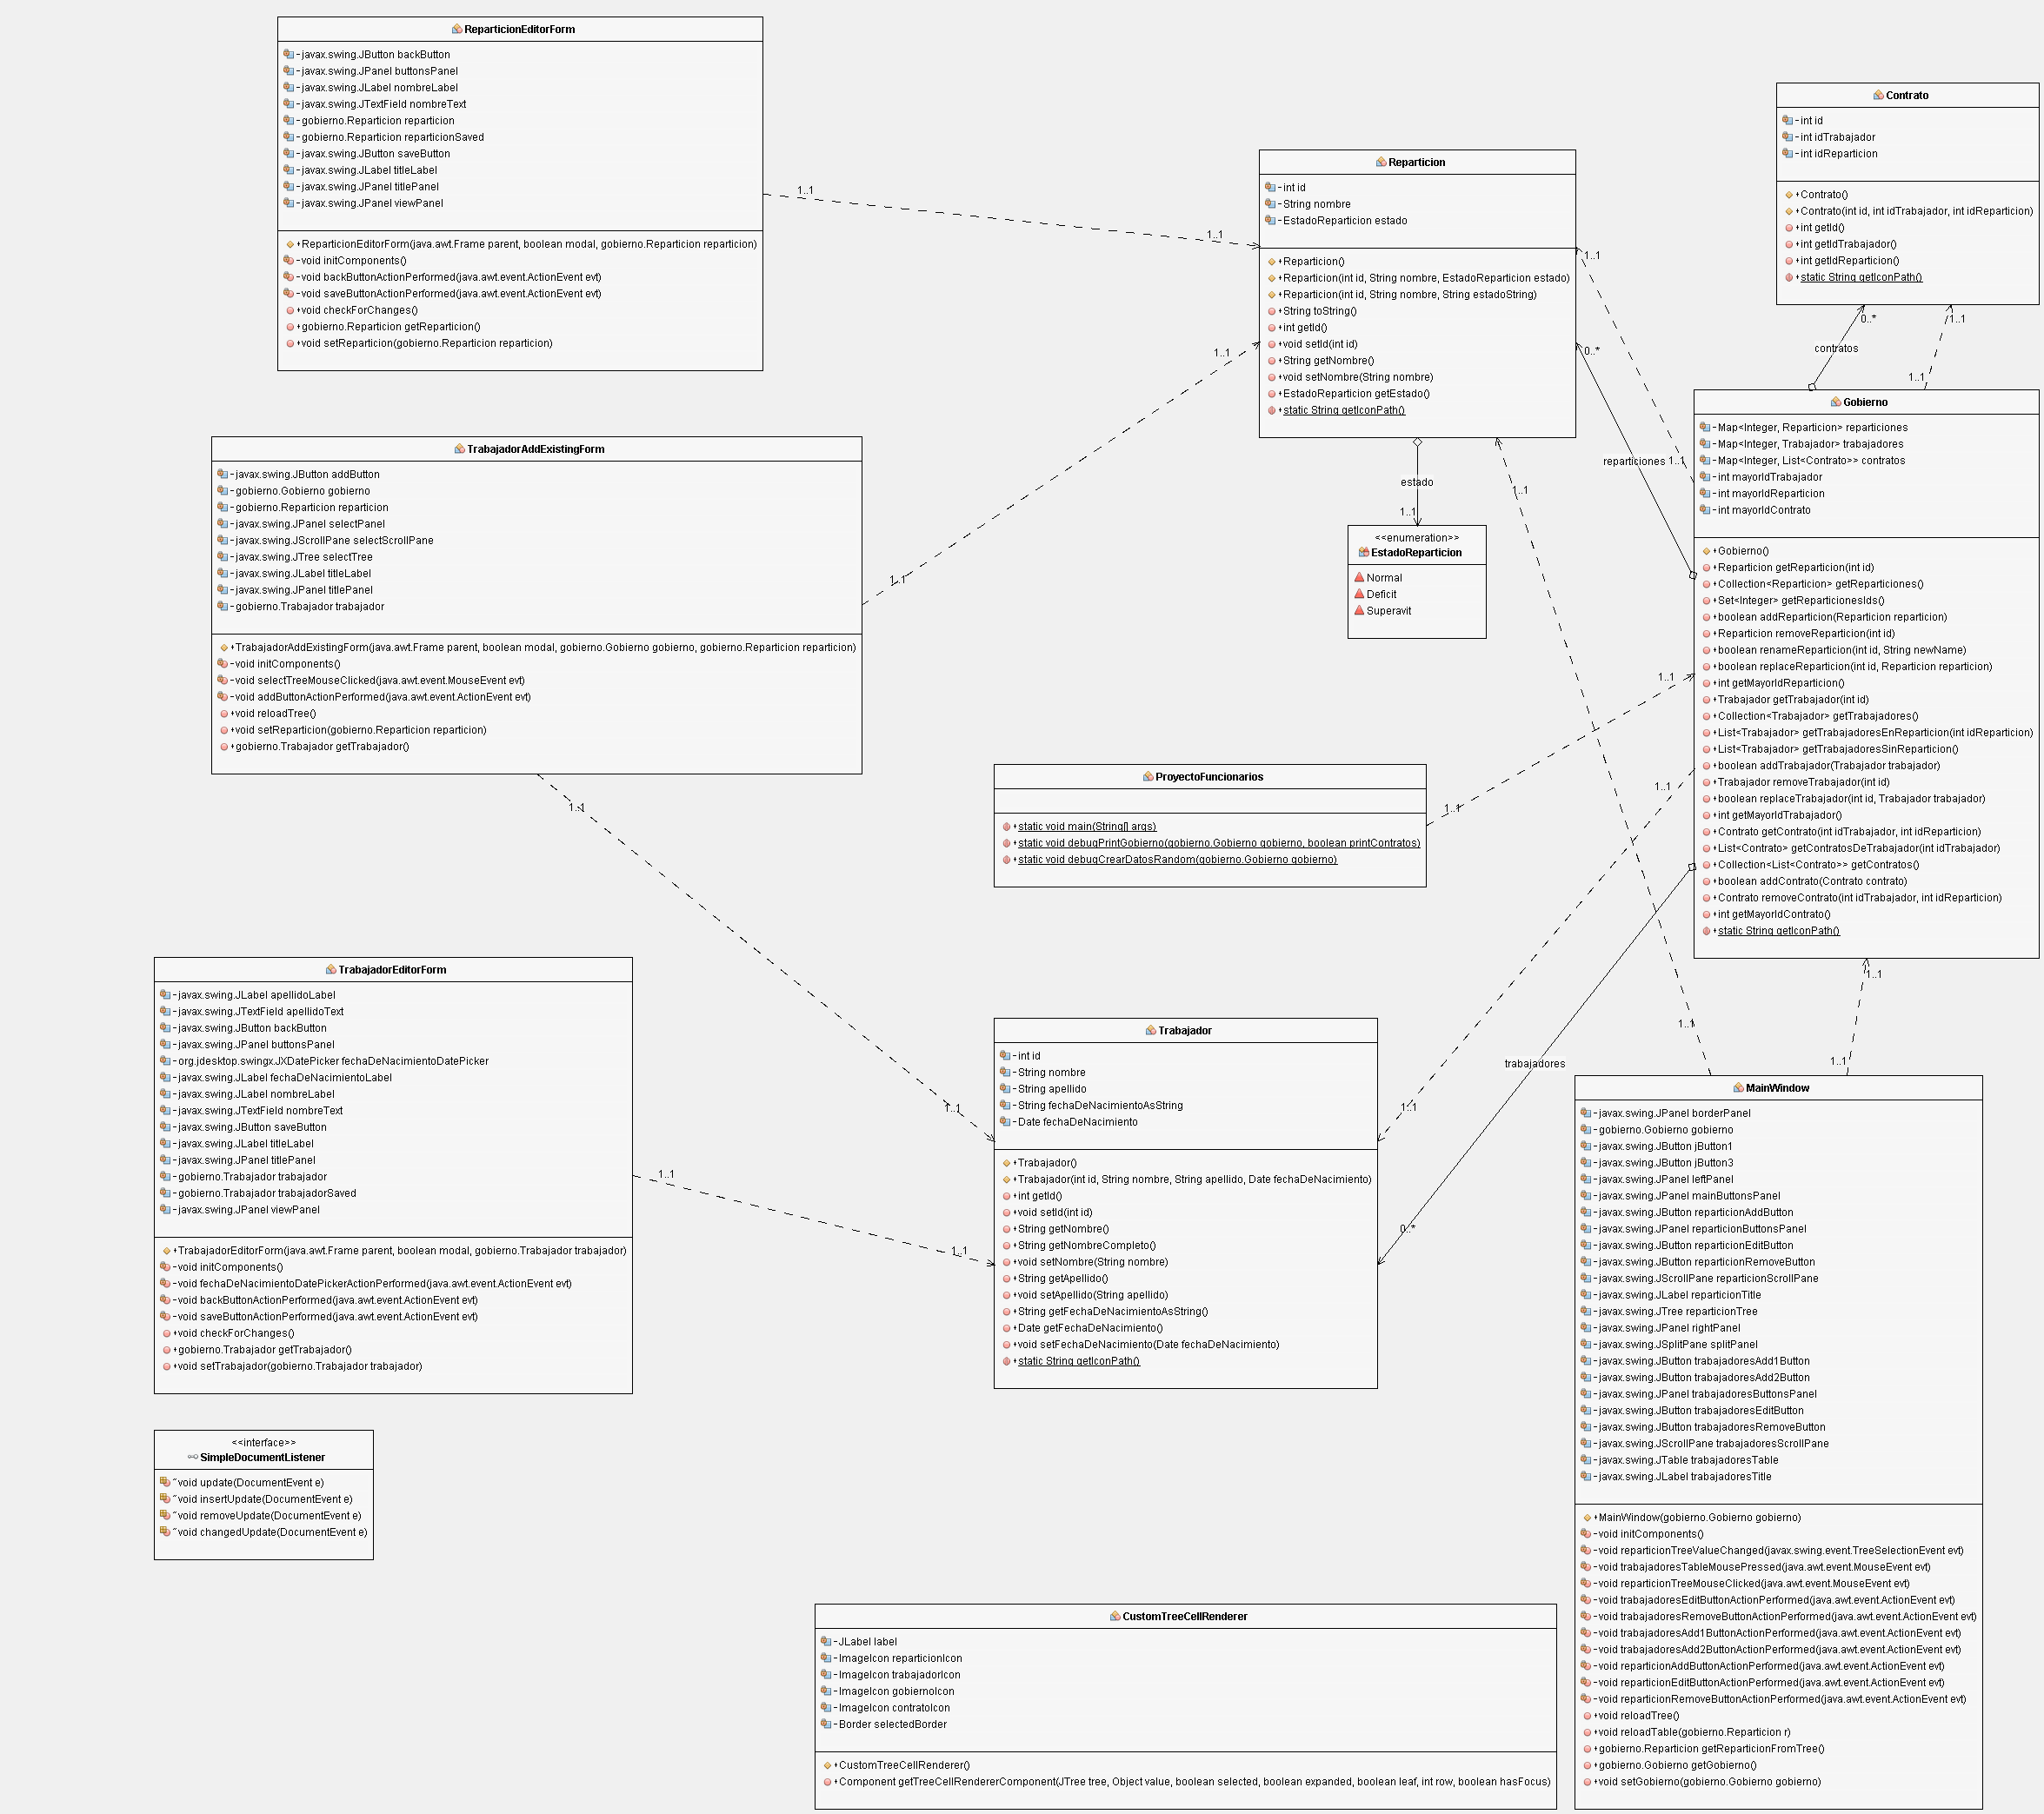 ReparticionEditorForm
-javax.swing.JButton backButton
-javax.swing.JPanel buttonsPanel
-javax.swing.JLabel nombreLabel
-javax.swing.JTextField nombreText
-gobierno.Reparticion reparticion
-gobierno.Reparticion reparticionSaved
-javax.swing.JButton saveButton
-javax.swing.JLabel titleLabel
-javax.swing.JPanel titlePanel
-javax.swing.JPanel viewPanel
+ReparticionEditorForm(java.awt.Frame parent, boolean modal, gobierno.Reparticion reparticion)
-void initComponents()
-void backButtonActionPerformed(java.awt.event.ActionEvent evt)
-void saveButtonActionPerformed(java.awt.event.ActionEvent evt)
+void checkForChanges()
+gobierno.Reparticion getReparticion()
+void setReparticion(gobierno.Reparticion reparticion)
1..1
1..1
Reparticion
-int id
-String nombre
-EstadoReparticion estado
+Reparticion()
+Reparticion(int id, String nombre, EstadoReparticion estado)
+Reparticion(int id, String nombre, String estadoString)
+String toString()
+int getId()
+void setId(int id)
+String getNombre()
+void setNombre(String nombre)
+EstadoReparticion getEstado()
+static String getIconPath()
Contrato
-int id
-int idTrabajador
-int idReparticion
+Contrato()
+Contrato(int id, int idTrabajador, int idReparticion)
+int getId()
+int getIdTrabajador()
+int getIdReparticion()
+static String getIconPath()
1..1
0..*
1..1
contratos
1..1
0..*
1..1
reparticiones 1..1
estado
1..1
1..1
<<enumeration>>
EstadoReparticion
Normal
Deficit
Superavit
Gobierno
-Map<Integer, Reparticion> reparticiones
-Map<Integer, Trabajador> trabajadores
-Map<Integer, List<Contrato>> contratos
-int mayorIdTrabajador
-int mayorIdReparticion
-int mayorIdContrato
+Gobierno()
+Reparticion getReparticion(int id)
+Collection<Reparticion> getReparticiones()
+Set<Integer> getReparticionesIds()
+boolean addReparticion(Reparticion reparticion)
+Reparticion removeReparticion(int id)
+boolean renameReparticion(int id, String newName)
+boolean replaceReparticion(int id, Reparticion reparticion)
+int getMayorIdReparticion()
+Trabajador getTrabajador(int id)
+Collection<Trabajador> getTrabajadores()
+List<Trabajador> getTrabajadoresEnReparticion(int idReparticion)
+List<Trabajador> getTrabajadoresSinReparticion()
+boolean addTrabajador(Trabajador trabajador)
+Trabajador removeTrabajador(int id)
+boolean replaceTrabajador(int id, Trabajador trabajador)
+int getMayorIdTrabajador()
+Contrato getContrato(int idTrabajador, int idReparticion)
+List<Contrato> getContratosDeTrabajador(int idTrabajador)
+Collection<List<Contrato>> getContratos()
+boolean addContrato(Contrato contrato)
+Contrato removeContrato(int idTrabajador, int idReparticion)
+int getMayorIdContrato()
+static String getIconPath()
TrabajadorAddExistingForm
-javax.swing.JButton addButton
-gobierno.Gobierno gobierno
-gobierno.Reparticion reparticion
-javax.swing.JPanel selectPanel
-javax.swing.JScrollPane selectScrollPane
-javax.swing.JTree selectTree
-javax.swing.JLabel titleLabel
-javax.swing.JPanel titlePanel
-gobierno.Trabajador trabajador
+TrabajadorAddExistingForm(java.awt.Frame parent, boolean modal, gobierno.Gobierno gobierno, gobierno.Reparticion reparticion)
-void initComponents()
-void selectTreeMouseClicked(java.awt.event.MouseEvent evt)
-void addButtonActionPerformed(java.awt.event.ActionEvent evt)
+void reloadTree()
+void setReparticion(gobierno.Reparticion reparticion)
+gobierno.Trabajador getTrabajador()
1..1
1..1
1..1
1..1
1..1
ProyectoFuncionarios
+static void main(String[] args)
+static void debugPrintGobierno(gobierno.Gobierno gobierno, boolean printContratos)
+static void debugCrearDatosRandom(gobierno.Gobierno gobierno)
TrabajadorEditorForm
-javax.swing.JLabel apellidoLabel
-javax.swing.JTextField apellidoText
-javax.swing.JButton backButton
-javax.swing.JPanel buttonsPanel
-org.jdesktop.swingx.JXDatePicker fechaDeNacimientoDatePicker
-javax.swing.JLabel fechaDeNacimientoLabel
-javax.swing.JLabel nombreLabel
-javax.swing.JTextField nombreText
-javax.swing.JButton saveButton
-javax.swing.JLabel titleLabel
-javax.swing.JPanel titlePanel
-gobierno.Trabajador trabajador
-gobierno.Trabajador trabajadorSaved
-javax.swing.JPanel viewPanel
+TrabajadorEditorForm(java.awt.Frame parent, boolean modal, gobierno.Trabajador trabajador)
-void initComponents()
-void fechaDeNacimientoDatePickerActionPerformed(java.awt.event.ActionEvent evt)
-void backButtonActionPerformed(java.awt.event.ActionEvent evt)
-void saveButtonActionPerformed(java.awt.event.ActionEvent evt)
+void checkForChanges()
+gobierno.Trabajador getTrabajador()
+void setTrabajador(gobierno.Trabajador trabajador)
1..1
1..1
1..1
1..1
1..1
1..1
1..1
trabajadores
0..*
Trabajador
-int id
-String nombre
-String apellido
-String fechaDeNacimientoAsString
-Date fechaDeNacimiento
+Trabajador()
+Trabajador(int id, String nombre, String apellido, Date fechaDeNacimiento)
+int getId()
+void setId(int id)
+String getNombre()
+String getNombreCompleto()
+void setNombre(String nombre)
+String getApellido()
+void setApellido(String apellido)
+String getFechaDeNacimientoAsString()
+Date getFechaDeNacimiento()
+void setFechaDeNacimiento(Date fechaDeNacimiento)
+static String getIconPath()
MainWindow
-javax.swing.JPanel borderPanel
-gobierno.Gobierno gobierno
-javax.swing.JButton jButton1
-javax.swing.JButton jButton3
-javax.swing.JPanel leftPanel
-javax.swing.JPanel mainButtonsPanel
-javax.swing.JButton reparticionAddButton
-javax.swing.JPanel reparticionButtonsPanel
-javax.swing.JButton reparticionEditButton
-javax.swing.JButton reparticionRemoveButton
-javax.swing.JScrollPane reparticionScrollPane
-javax.swing.JLabel reparticionTitle
-javax.swing.JTree reparticionTree
-javax.swing.JPanel rightPanel
-javax.swing.JSplitPane splitPanel
-javax.swing.JButton trabajadoresAdd1Button
-javax.swing.JButton trabajadoresAdd2Button
-javax.swing.JPanel trabajadoresButtonsPanel
-javax.swing.JButton trabajadoresEditButton
-javax.swing.JButton trabajadoresRemoveButton
-javax.swing.JScrollPane trabajadoresScrollPane
-javax.swing.JTable trabajadoresTable
-javax.swing.JLabel trabajadoresTitle
+MainWindow(gobierno.Gobierno gobierno)
-void initComponents()
-void reparticionTreeValueChanged(javax.swing.event.TreeSelectionEvent evt)
-void trabajadoresTableMousePressed(java.awt.event.MouseEvent evt)
-void reparticionTreeMouseClicked(java.awt.event.MouseEvent evt)
-void trabajadoresEditButtonActionPerformed(java.awt.event.ActionEvent evt)
-void trabajadoresRemoveButtonActionPerformed(java.awt.event.ActionEvent evt)
-void trabajadoresAdd1ButtonActionPerformed(java.awt.event.ActionEvent evt)
-void trabajadoresAdd2ButtonActionPerformed(java.awt.event.ActionEvent evt)
-void reparticionAddButtonActionPerformed(java.awt.event.ActionEvent evt)
-void reparticionEditButtonActionPerformed(java.awt.event.ActionEvent evt)
-void reparticionRemoveButtonActionPerformed(java.awt.event.ActionEvent evt)
+void reloadTree()
+void reloadTable(gobierno.Reparticion r)
+gobierno.Reparticion getReparticionFromTree()
+gobierno.Gobierno getGobierno()
+void setGobierno(gobierno.Gobierno gobierno)
<<interface>>
SimpleDocumentListener
~void update(DocumentEvent e)
~void insertUpdate(DocumentEvent e)
~void removeUpdate(DocumentEvent e)
~void changedUpdate(DocumentEvent e)
CustomTreeCellRenderer
-JLabel label
-ImageIcon reparticionIcon
-ImageIcon trabajadorIcon
-ImageIcon gobiernoIcon
-ImageIcon contratoIcon
-Border selectedBorder
+CustomTreeCellRenderer()
+Component getTreeCellRendererComponent(JTree tree, Object value, boolean selected, boolean expanded, boolean leaf, int row, boolean hasFocus)